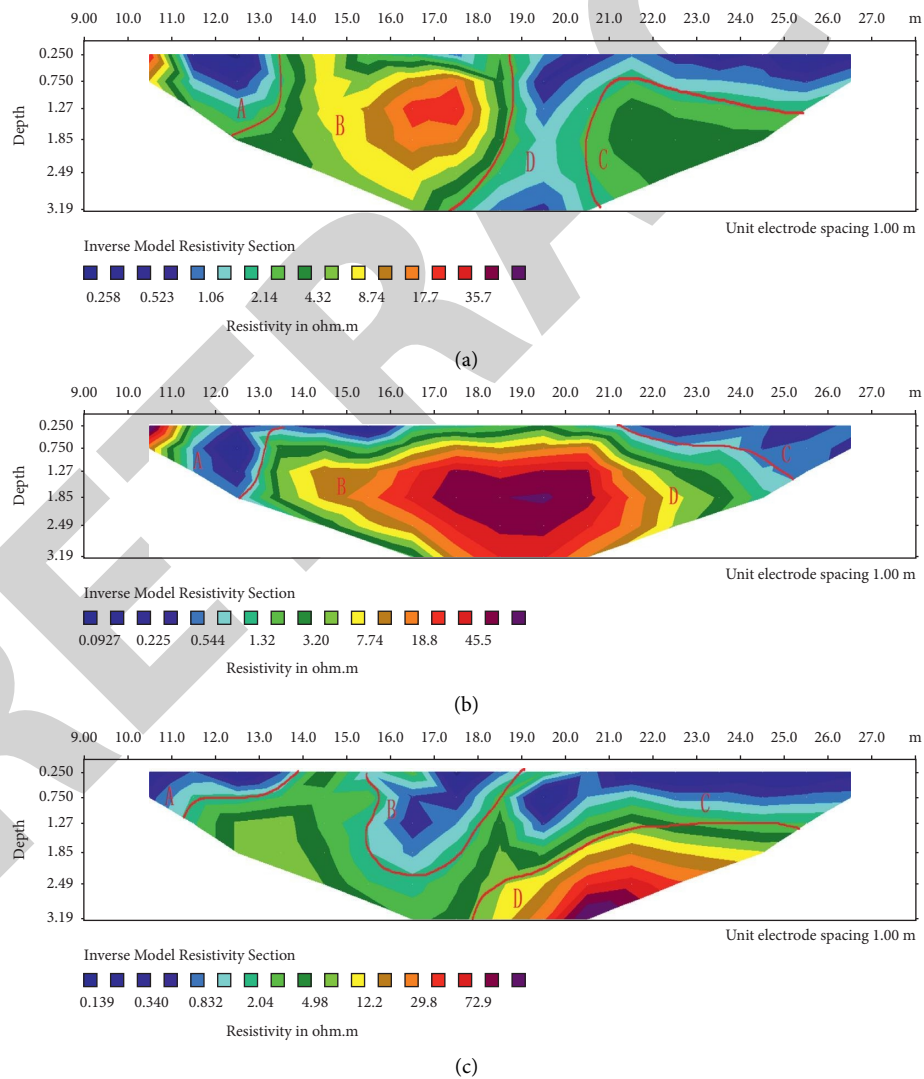 9.00 10.0 11.0 12.0 13.0 14.0 15.0 16.0 17.0 18.0 19.0 20.0 21.0 22.0 23.0 24.0 25.0 26.0 27.0 m
0.250
0.750
1.27
1.85
2.49
3.19
Depth
A
B
D
C
Unit electrode spacing 1.00 m
Inverse Model Resistivity Section
0.258 0.523 1.06 2.14 4.32 8.74 17.7 35.7
Resistivity in ohm.m
(a)
9.00 10.0 11.0 12.0 13.0 14.0 15.0 16.0 17.0 18.0 19.0 20.0 21.0 22.0 23.0 24.0 25.0 26.0 27.0 m
0.250
0.750
1.27
1.85
2.49
3.19
Depth
A
B
D
C
Unit electrode spacing 1.00 m
Inverse Model Resistivity Section
0.0927 0.225 0.544 1.32 3.20 7.74 18.8 45.5
Resistivity in ohm.m
(b)
9.00 10.0 11.0 12.0 13.0 14.0 15.0 16.0 17.0 18.0 19.0 20.0 21.0 22.0 23.0 24.0 25.0 26.0 27.0 m
0.250
0.750
1.27
1.85
2.49
3.19
Depth
A
B
C
D
Unit electrode spacing 1.00 m
Inverse Model Resistivity Section
0.139 0.340 0.832 2.04 4.98 12.2 29.8 72.9
Resistivity in ohm.m
(c)
RETRAC